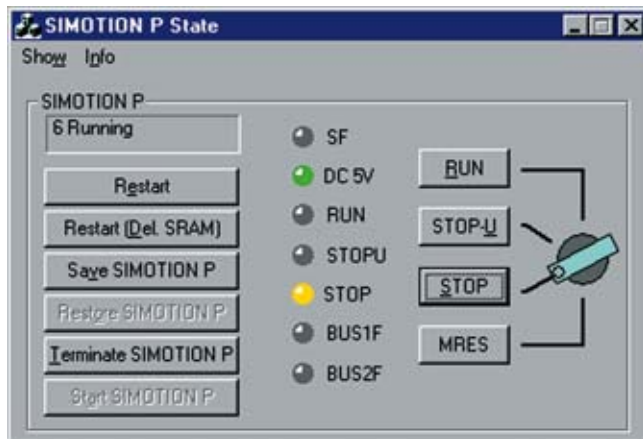 SIMOTION P State
Show Info
SIMOTION P
6 Running
Restart
Restart (Del. SRAM)
Save SIMOTION P
Restore SIMOTION P
Terminate SIMOTION P
Start SIMOTION P
SF
DC 5V
RUN
STOPU
STOP
BUS1F
BUS2F
RUN
STOP-U
STOP
MRES